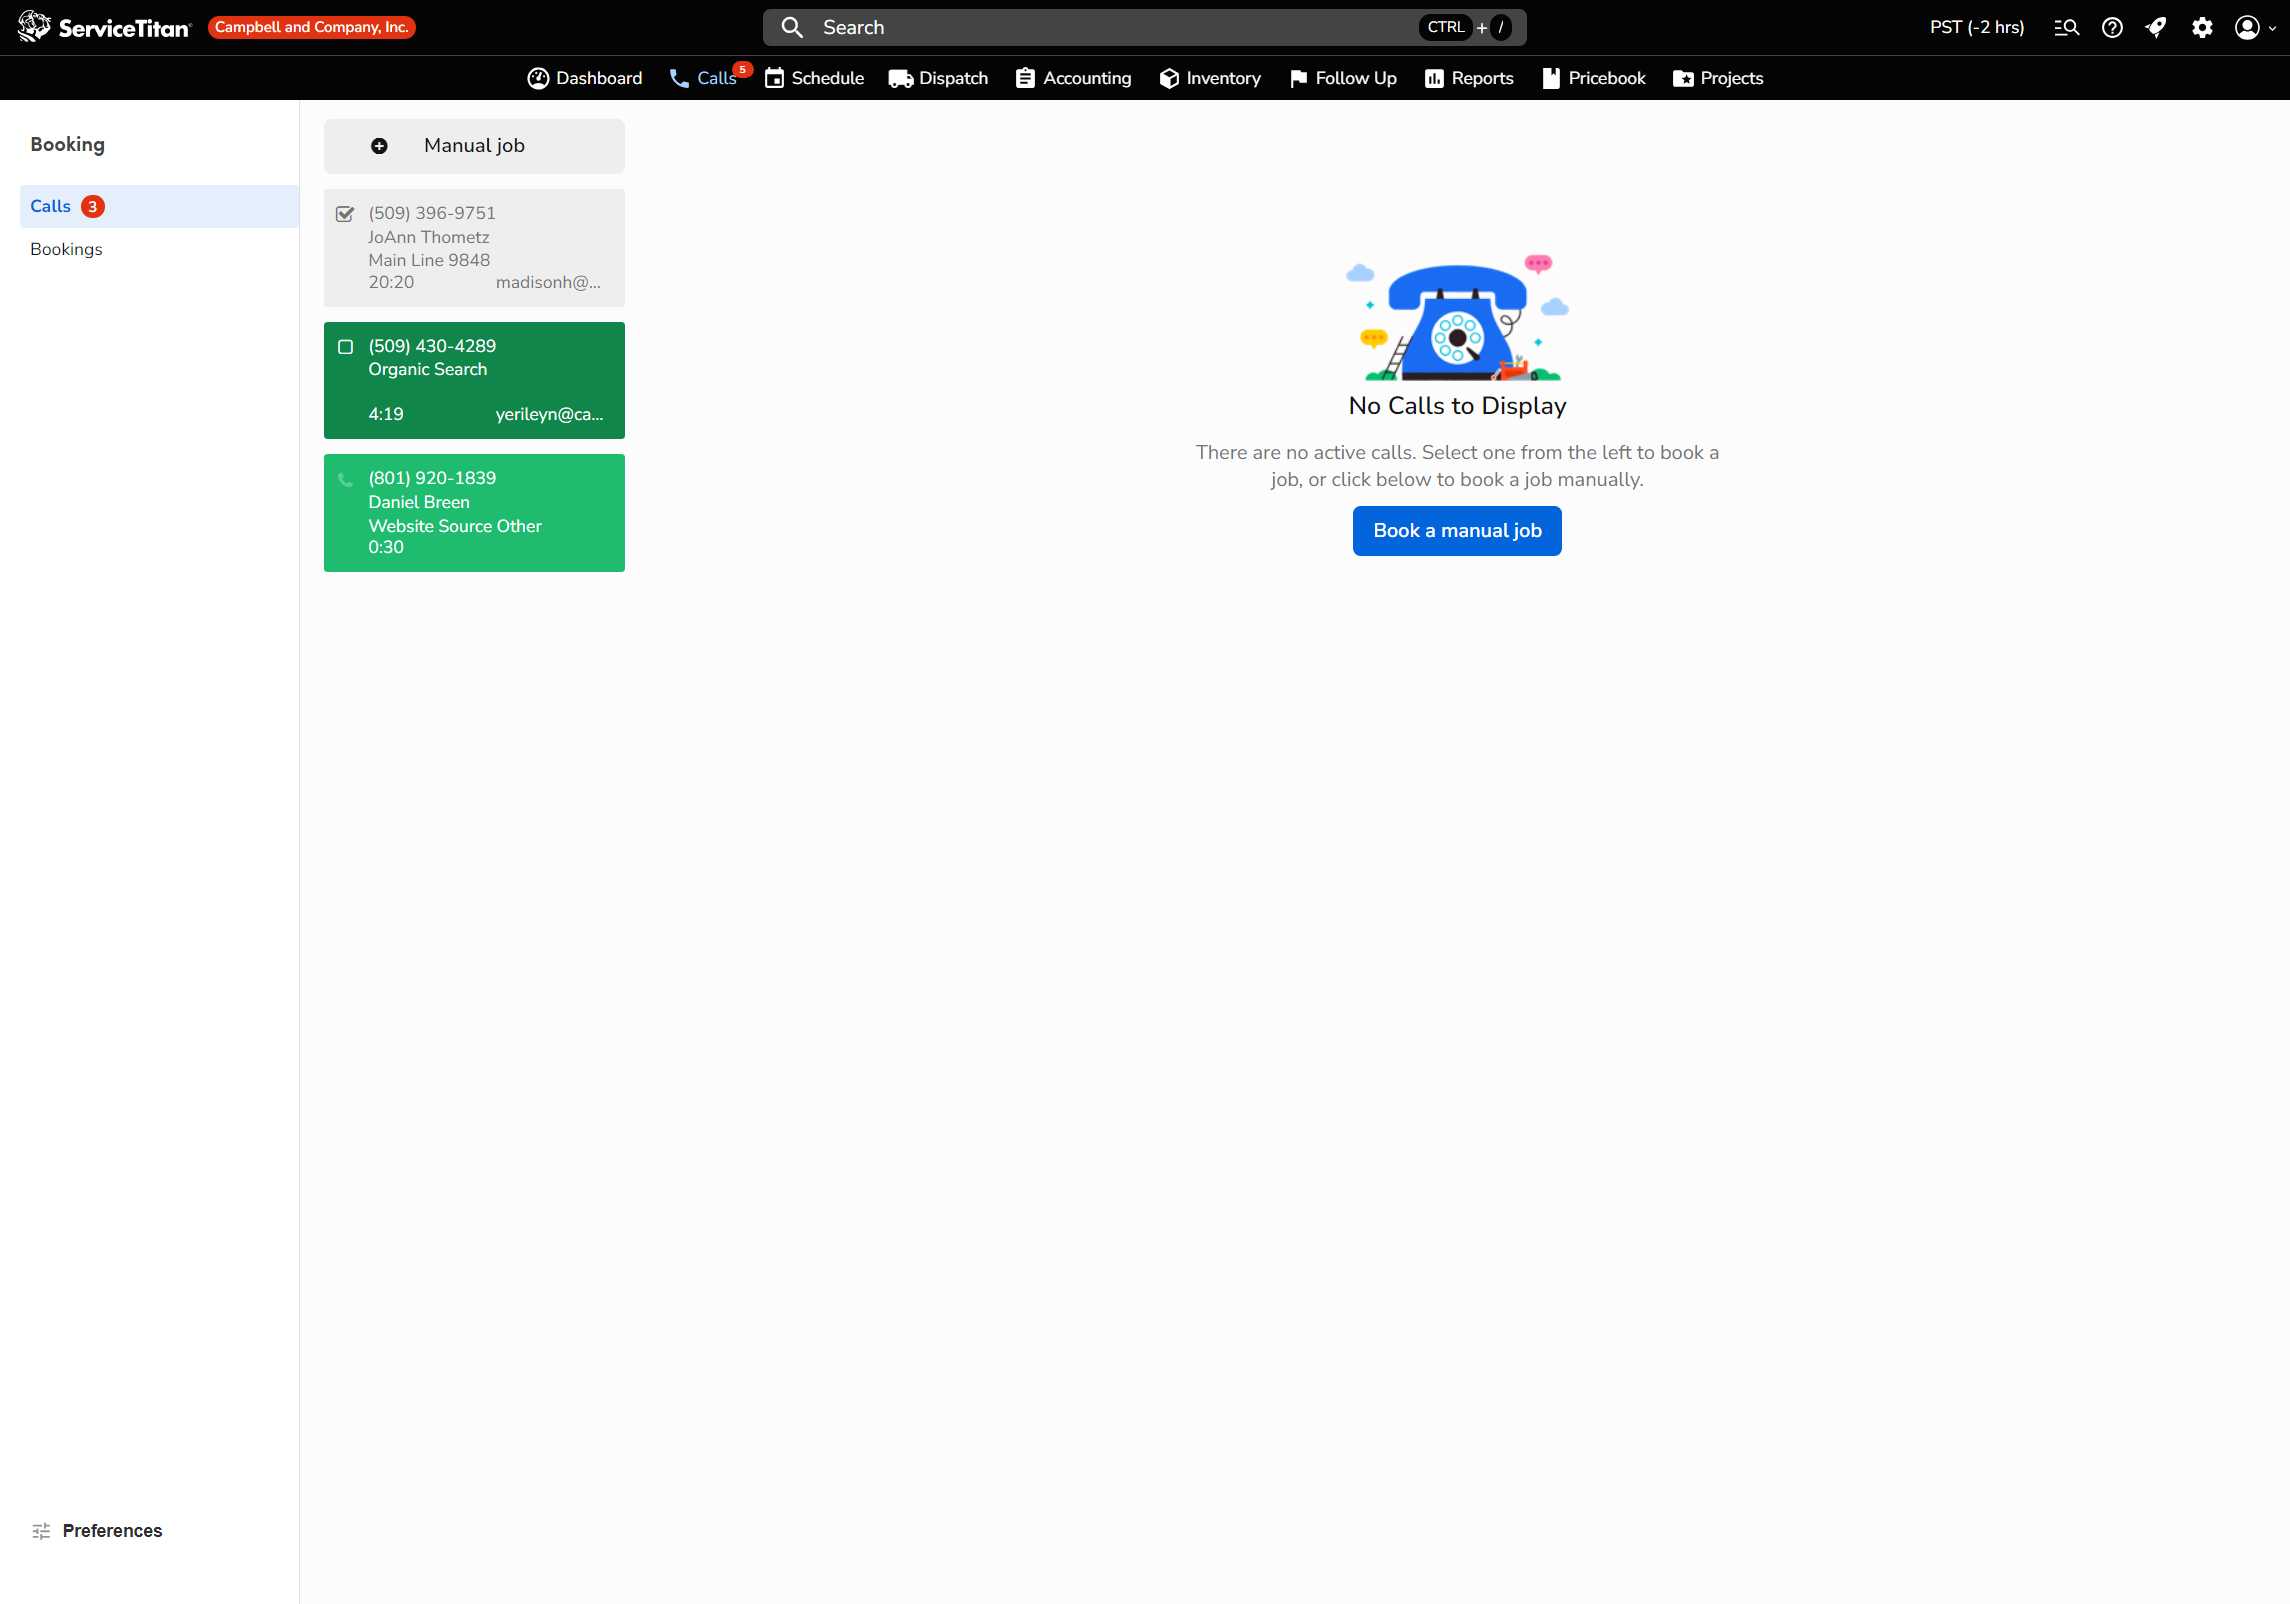 ServiceTitan
Campbell and Company, Inc.
Search
CTRL + /
PST (-2 hrs)
Dashboard
Calls 5
Schedule
Dispatch
Accounting
Inventory
Follow Up
Reports
Pricebook
Projects
Booking
Calls 3
Bookings
Manual job
(509) 396-9751
JoAnn Thometz
Main Line 9848
20:20 madisonh@...
(509) 430-4289
Organic Search
4:19 yerileyn@ca...
(801) 920-1839
Daniel Breen
Website Source Other
0:30
No Calls to Display
There are no active calls. Select one from the left to book a
job, or click below to book a job manually.
Book a manual job
Preferences